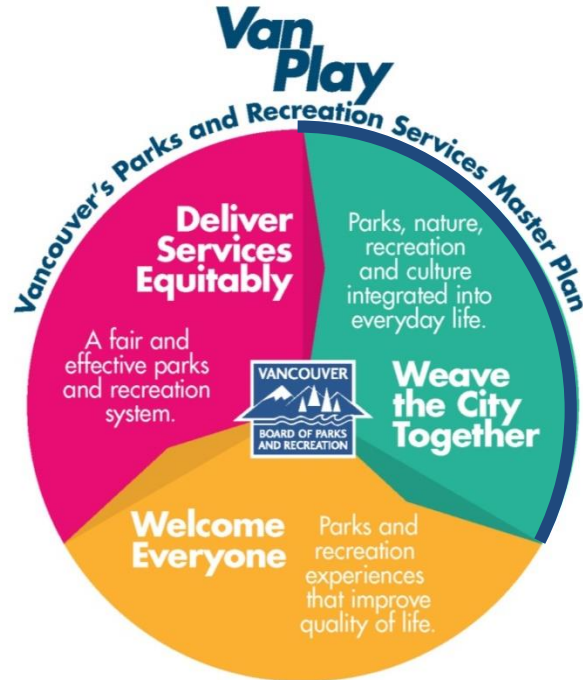 Van
Play
Vancouver's Parks and Recreation Services Master Plan
Deliver
Services
Equitably
A fair and
effective parks
and recreation
system.
Parks, nature,
recreation
and culture
integrated into
everyday life.
Weave
the City
Together
VANCOUVER
BOARD OF PARKS
AND RECREATION
Welcome
Everyone
Parks and
recreation
experiences
that improve
quality of life.